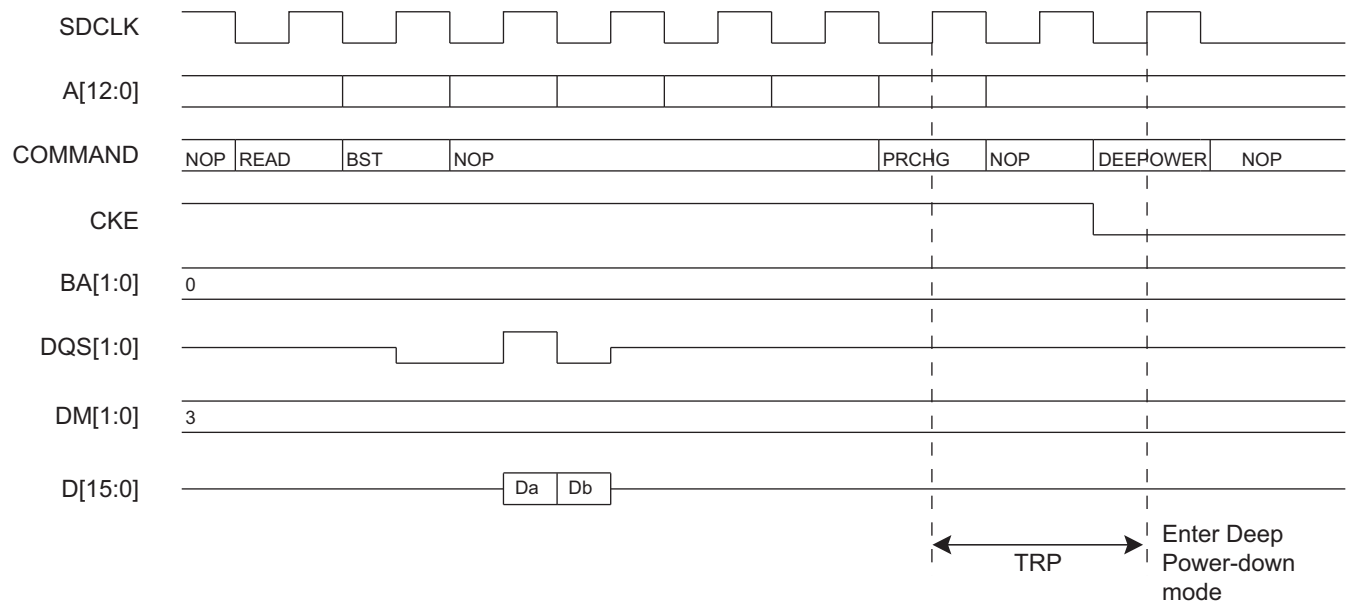 SDCLK
A[12:0]
COMMAND NOP READ BST NOP PRCHG NOP DEEPOWER NOP
CKE
BA[1:0] 0
DQS[1:0]
DM[1:0] 3
D[15:0] Da Db
TRP
Enter Deep
Power-down
mode